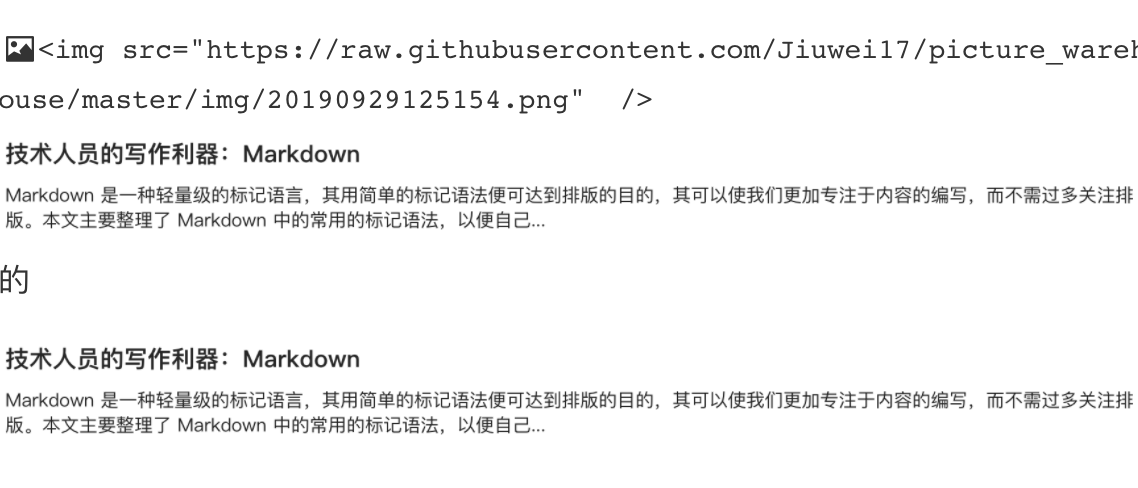 <img src="https://raw.githubusercontent.com/Jiuwei17/picture_wareh
ouse/master/img/20190929125154.png"  />
技术人员的写作利器：Markdown
Markdown 是一种轻量级的标记语言，其用简单的标记语法便可达到排版的目的，其可以使我们更加专注于内容的编写，而不需过多关注排
版。本文主要整理了 Markdown 中的常用的标记语法，以便自己...
的
技术人员的写作利器：Markdown
Markdown 是一种轻量级的标记语言，其用简单的标记语法便可达到排版的目的，其可以使我们更加专注于内容的编写，而不需过多关注排
版。本文主要整理了 Markdown 中的常用的标记语法，以便自己...